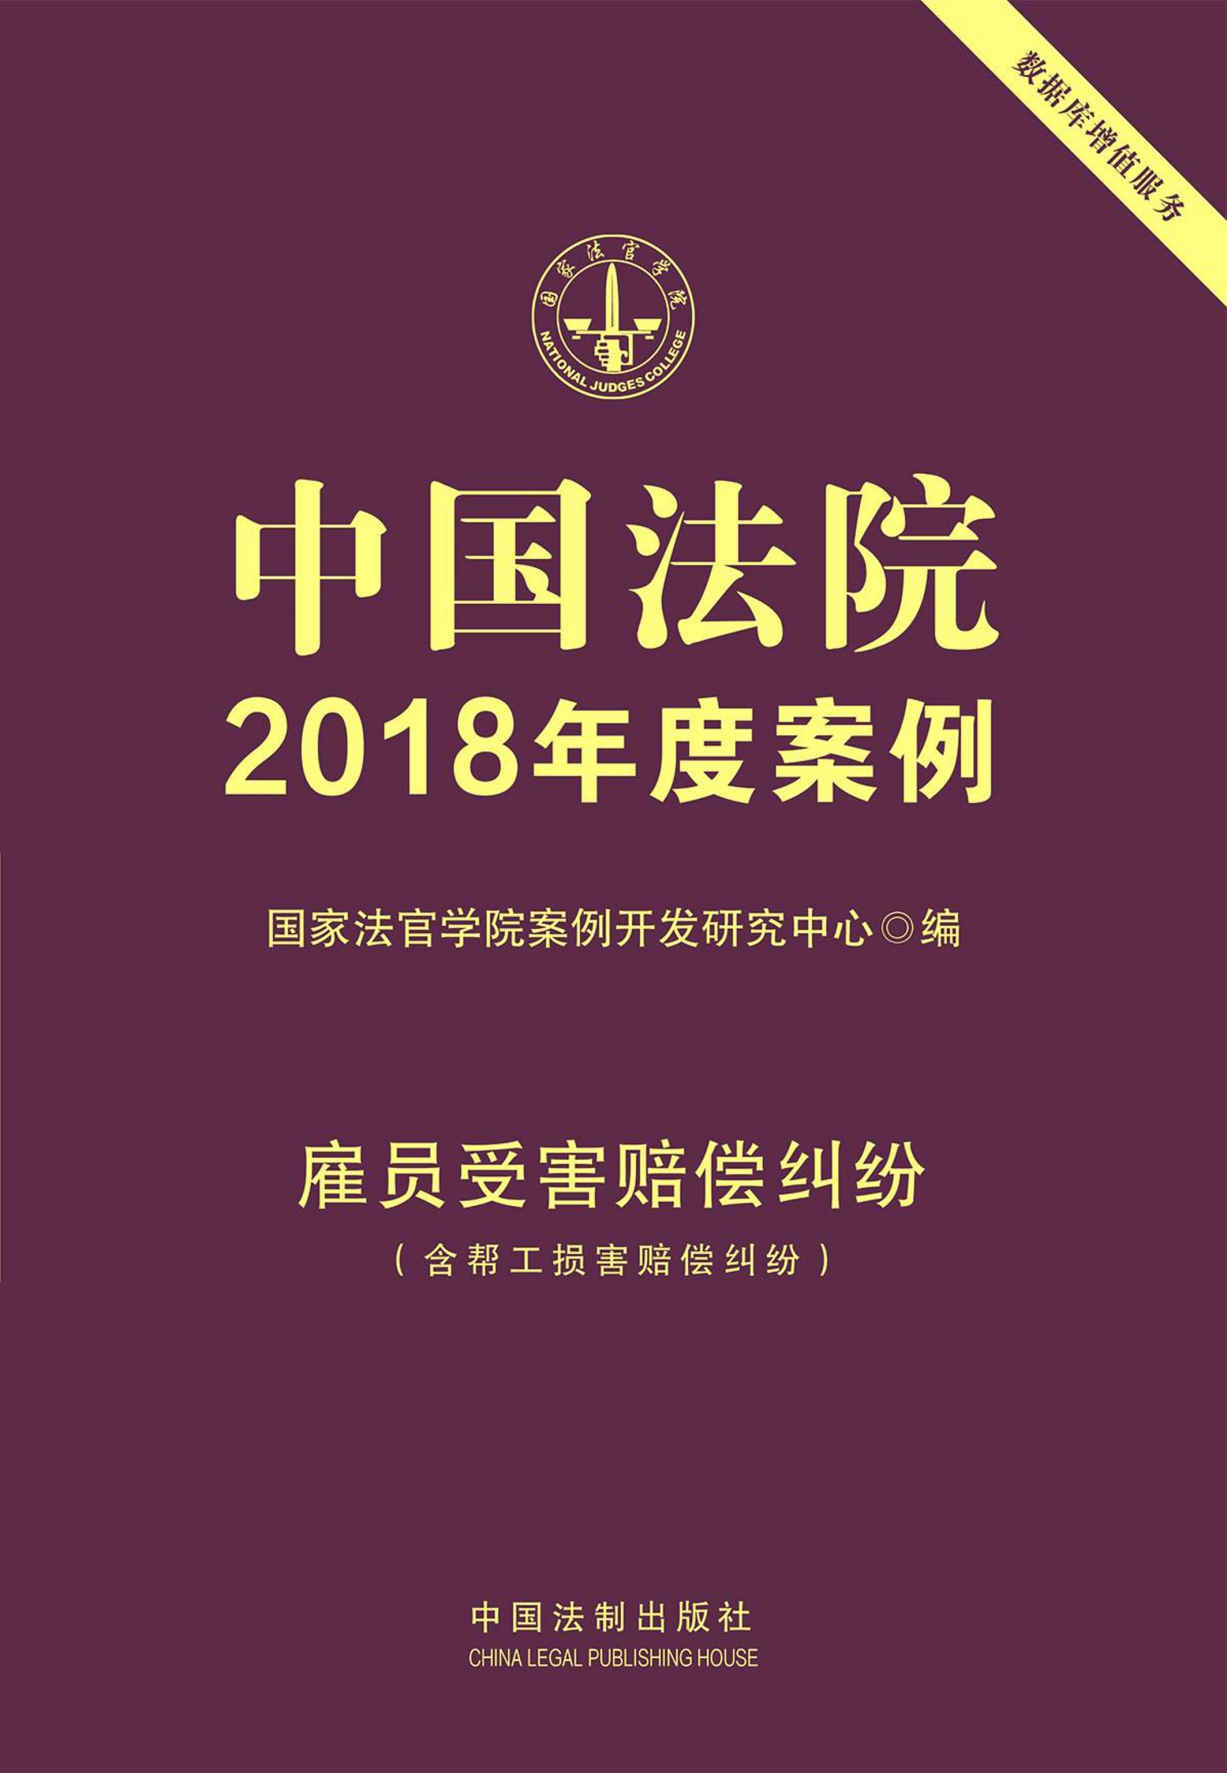 数据库增值服务
国家法官学院
NATIONAL JUDGES COLLEGE
中国法院
2018年度案例
国家法官学院案例开发研究中心◎编
雇员受害赔偿纠纷
（含帮工损害赔偿纠纷）
中国法制出版社
CHINA LEGAL PUBLISHING HOUSE